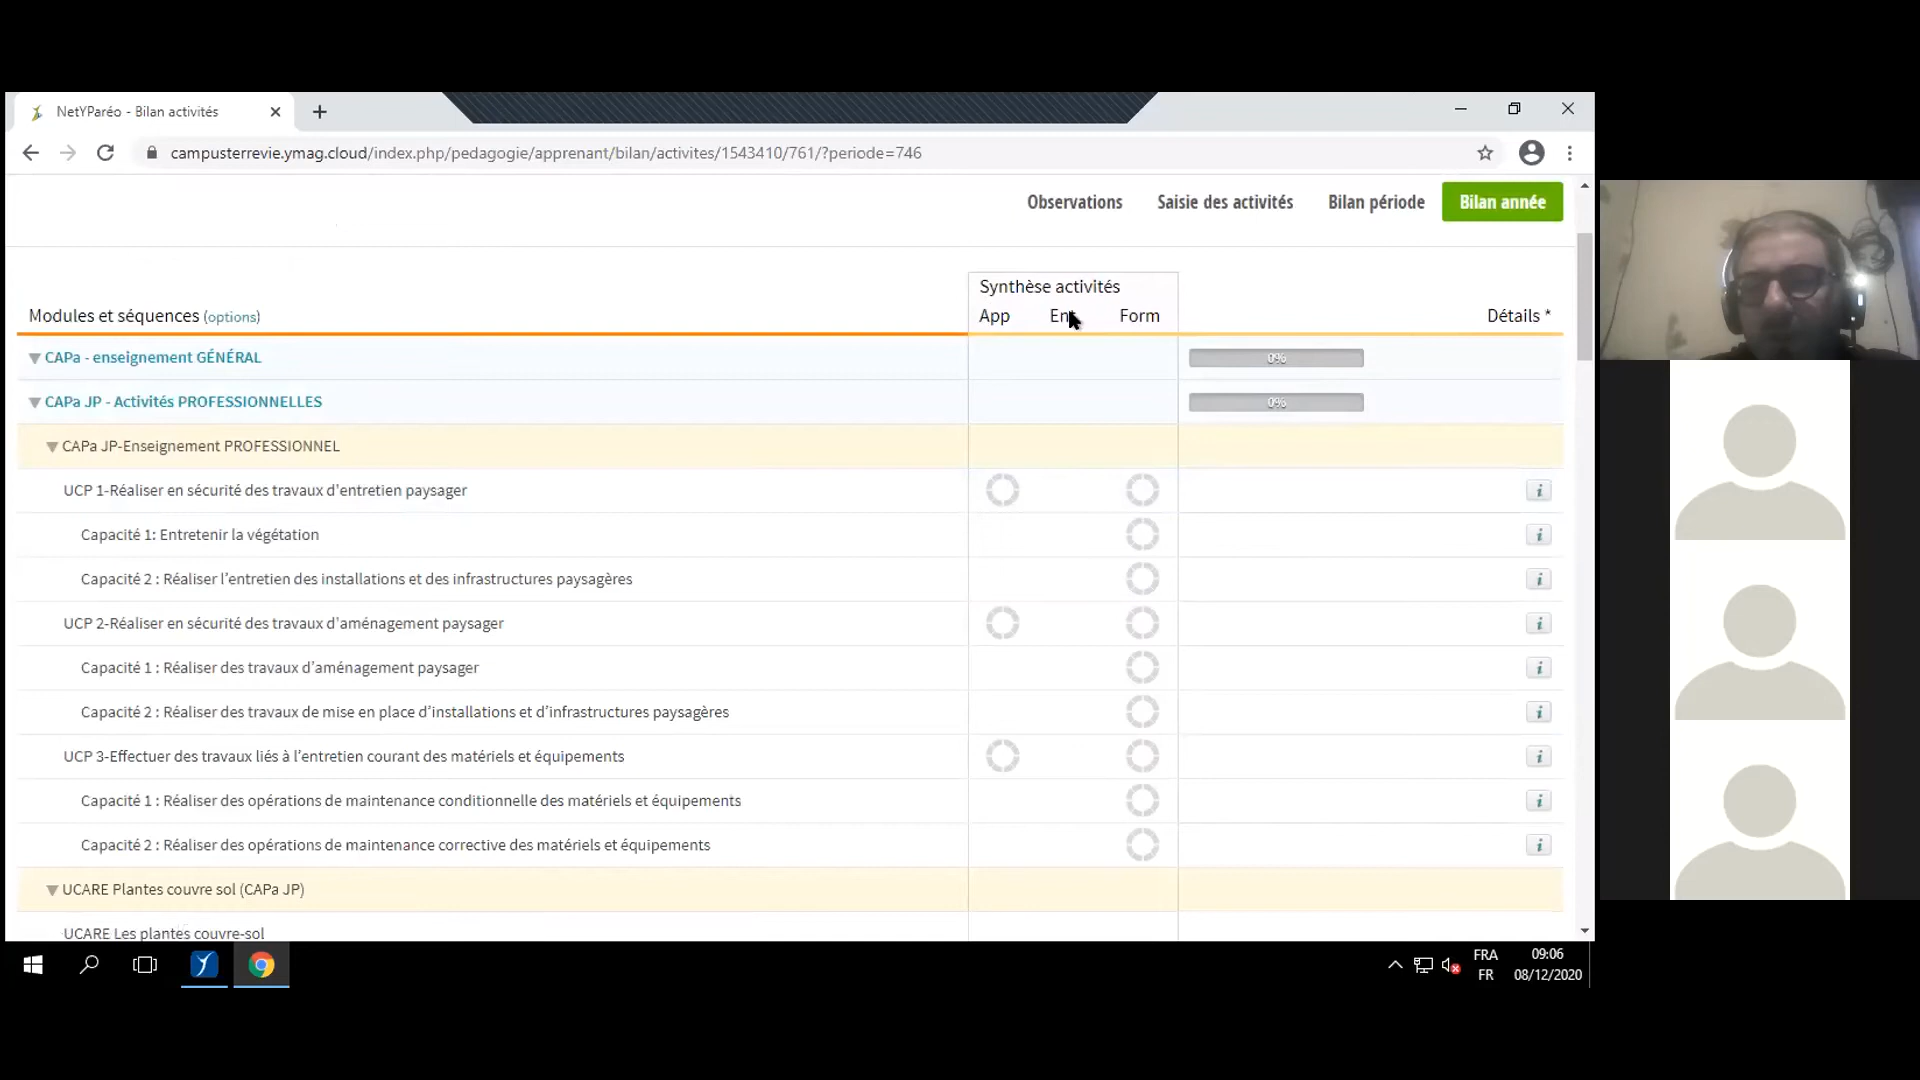 NetYParéo - Bilan activités
campusterrevie.ymag.cloud/index.php/pedagogie/apprenant/bilan/activites/1543410/761/?periode=746
Observations Saisie des activités Bilan période Bilan année
Synthèse activités
Modules et séquences (options) App Ent Form Détails *
CAPa - enseignement GÉNÉRAL 0%
CAPa JP - Activités PROFESSIONNELLES 0%
CAPa JP-Enseignement PROFESSIONNEL
UCP 1-Réaliser en sécurité des travaux d'entretien paysager i
Capacité 1: Entretenir la végétation i
Capacité 2 : Réaliser l'entretien des installations et des infrastructures paysagères i
UCP 2-Réaliser en sécurité des travaux d'aménagement paysager i
Capacité 1 : Réaliser des travaux d'aménagement paysager i
Capacité 2 : Réaliser des travaux de mise en place d'installations et d'infrastructures paysagères i
UCP 3-Effectuer des travaux liés à l'entretien courant des matériels et équipements i
Capacité 1 : Réaliser des opérations de maintenance conditionnelle des matériels et équipements i
Capacité 2 : Réaliser des opérations de maintenance corrective des matériels et équipements i
UCARE Plantes couvre sol (CAPa JP)
UCARE Les plantes couvre-sol
FRA 09:06
FR 08/12/2020